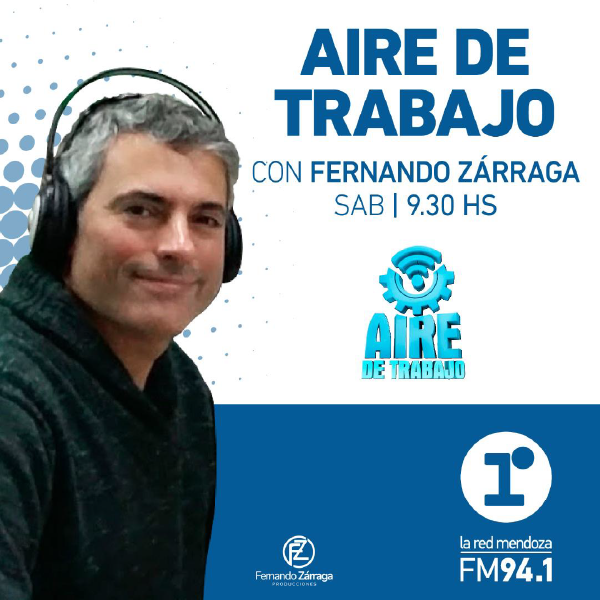 AIRE DE
TRABAJO
CON FERNANDO ZÁRRAGA
SAB | 9.30 HS
AIRE
DE TRABAJO
r
la red mendoza
FM94.1
FZ
Fernando Zárraga
PRODUCCIONES